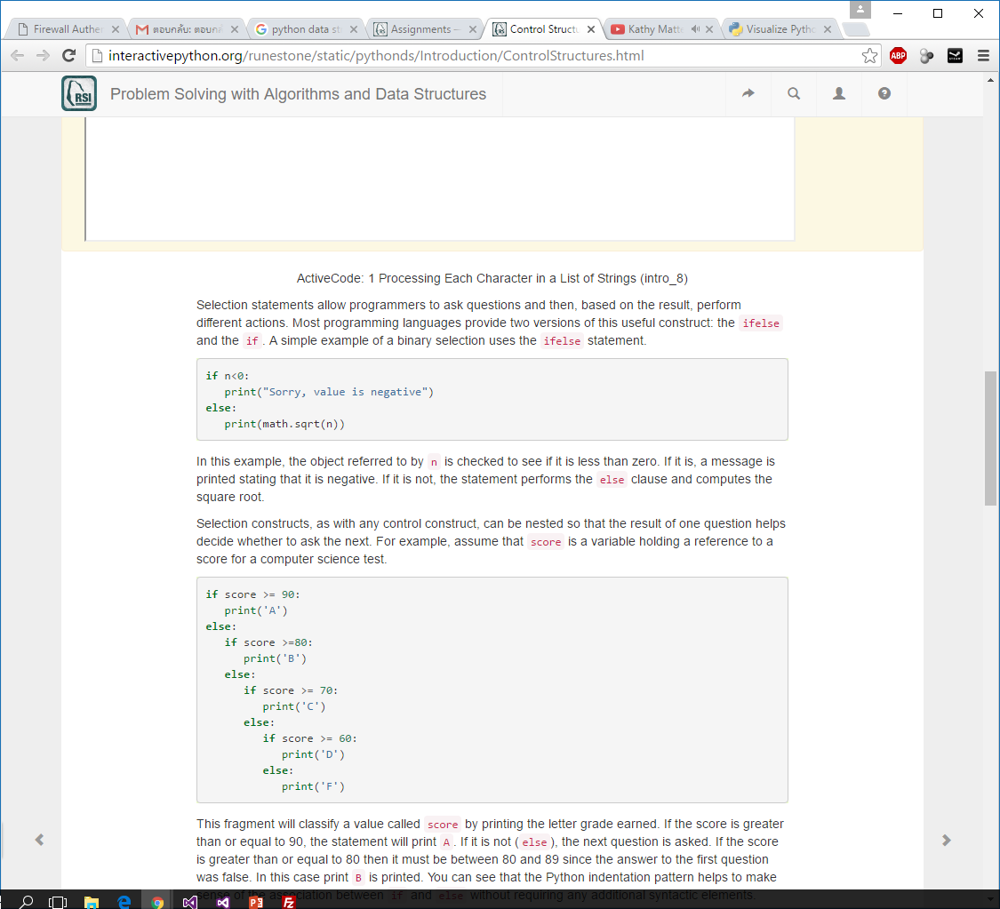 Firewall Authen
ตอบกลับ: ตอบกล
python data st
Assignments —
Control Structu
Kathy Matt
Visualize Pytho
interactivepython.org/runestone/static/pythonds/Introduction/ControlStructures.html
ABP
RSI
Problem Solving with Algorithms and Data Structures
ActiveCode: 1 Processing Each Character in a List of Strings (intro_8)
Selection statements allow programmers to ask questions and then, based on the result, perform
different actions. Most programming languages provide two versions of this useful construct: the ifelse
and the if . A simple example of a binary selection uses the ifelse statement.
if n<0:
   print("Sorry, value is negative")
else:
   print(math.sqrt(n))
In this example, the object referred to by n is checked to see if it is less than zero. If it is, a message is
printed stating that it is negative. If it is not, the statement performs the else clause and computes the
square root.
Selection constructs, as with any control construct, can be nested so that the result of one question helps
decide whether to ask the next. For example, assume that score is a variable holding a reference to a
score for a computer science test.
if score >= 90:
   print('A')
else:
   if score >=80:
      print('B')
   else:
      if score >= 70:
         print('C')
      else:
         if score >= 60:
            print('D')
         else:
            print('F')
This fragment will classify a value called score by printing the letter grade earned. If the score is greater
than or equal to 90, the statement will print A . If it is not ( else ), the next question is asked. If the score
is greater than or equal to 80 then it must be between 80 and 89 since the answer to the first question
was false. In this case print B is printed. You can see that the Python indentation pattern helps to make
sense of the association between if and else without requiring any additional syntactic elements.